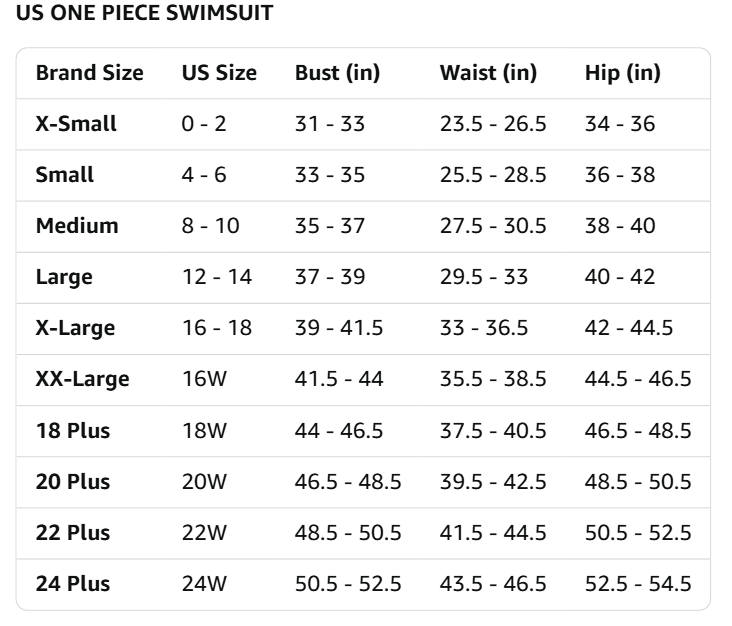 US ONE PIECE SWIMSUIT
Brand Size US Size Bust (in) Waist (in) Hip (in)
X-Small 0 - 2 31 - 33 23.5 - 26.5 34 - 36
Small 4 - 6 33 - 35 25.5 - 28.5 36 - 38
Medium 8 - 10 35 - 37 27.5 - 30.5 38 - 40
Large 12 - 14 37 - 39 29.5 - 33 40 - 42
X-Large 16 - 18 39 - 41.5 33 - 36.5 42 - 44.5
XX-Large 16W 41.5 - 44 35.5 - 38.5 44.5 - 46.5
18 Plus 18W 44 - 46.5 37.5 - 40.5 46.5 - 48.5
20 Plus 20W 46.5 - 48.5 39.5 - 42.5 48.5 - 50.5
22 Plus 22W 48.5 - 50.5 41.5 - 44.5 50.5 - 52.5
24 Plus 24W 50.5 - 52.5 43.5 - 46.5 52.5 - 54.5